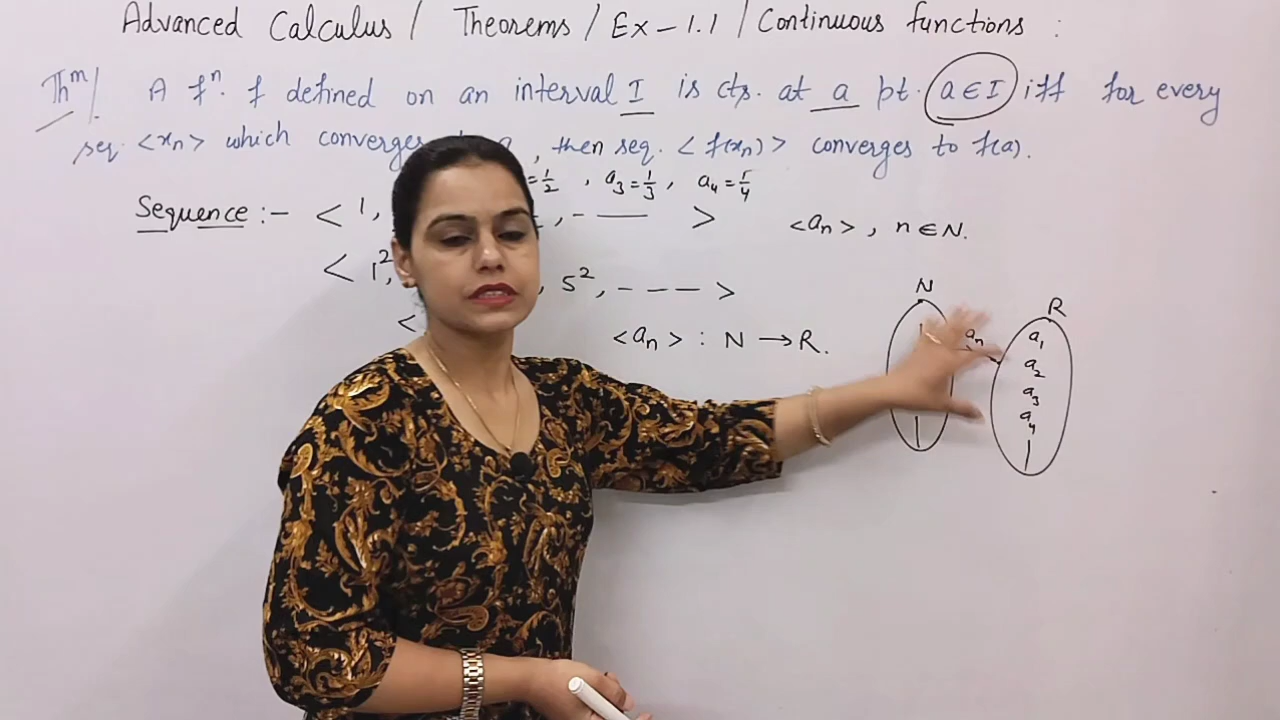 Advanced Calculus / Theorems / Ex-1.1 / Continuous functions :
Thᵐ/. A fⁿ. f defined on an interval I is cts. at a pt. a ∈ I iff for every
seq. <xₙ> which converges , then seq. <f(xₙ)> converges to f(a).
=1/2 , a₃=1/3, a₄=1/4
Sequence :- < 1, , - — >
<aₙ> , n ∈ N.
< 1², 5², - - - - >
<
<aₙ> : N → R.
N
aₙ
R
a₁
a₂
a₃
a₄